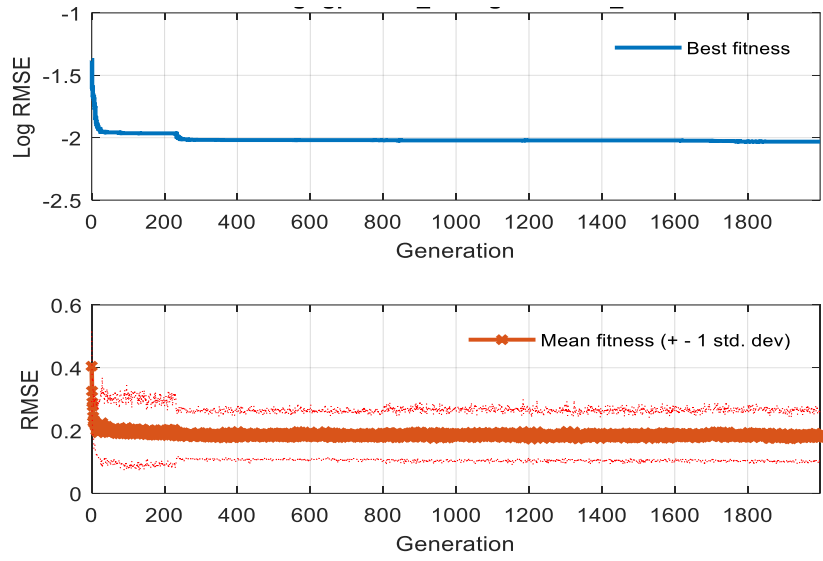 -1
Best fitness
-1.5
Log RMSE
-2
-2.5
0 200 400 600 800 1000 1200 1400 1600 1800
Generation
0.6
Mean fitness (+ - 1 std. dev)
0.4
RMSE
0.2
0
0 200 400 600 800 1000 1200 1400 1600 1800
Generation